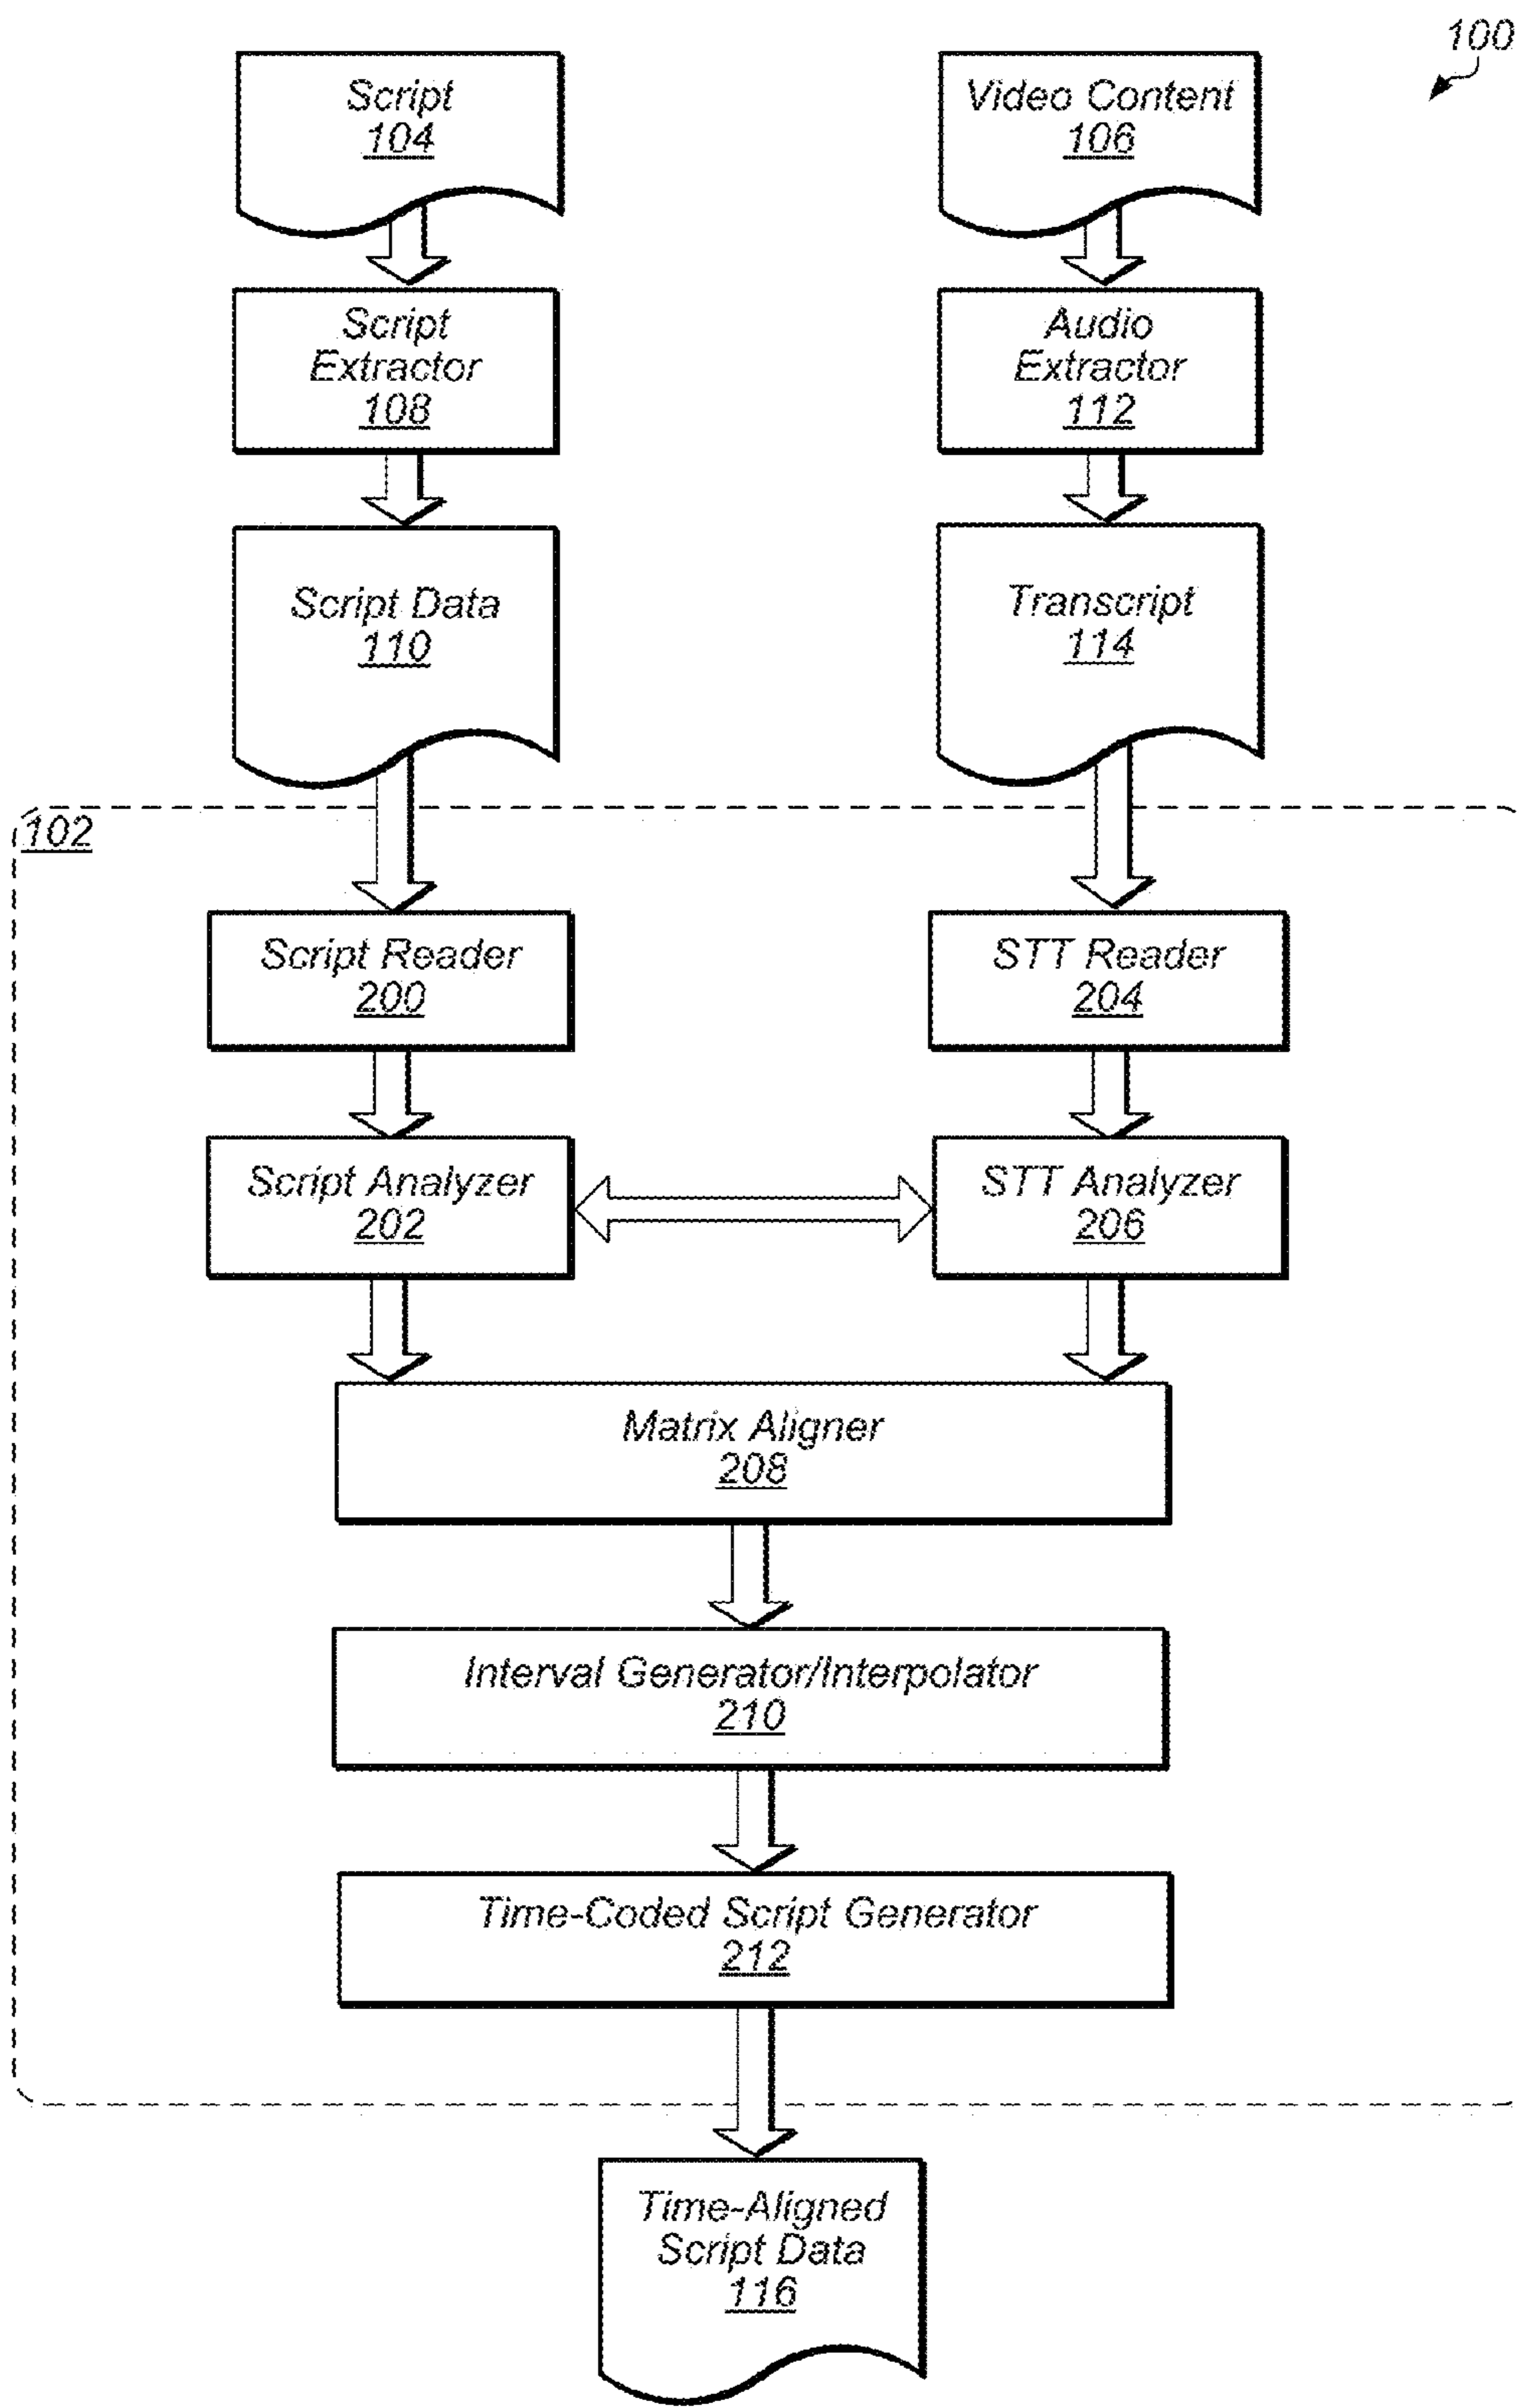 100
Script
104
Video Content
106
Script
Extractor
108
Audio
Extractor
112
Script Data
110
Transcript
114
102
Script Reader
200
STT Reader
204
Script Analyzer
202
STT Analyzer
206
Matrix Aligner
208
Interval Generator/Interpolator
210
Time-Coded Script Generator
212
Time-Aligned
Script Data
116